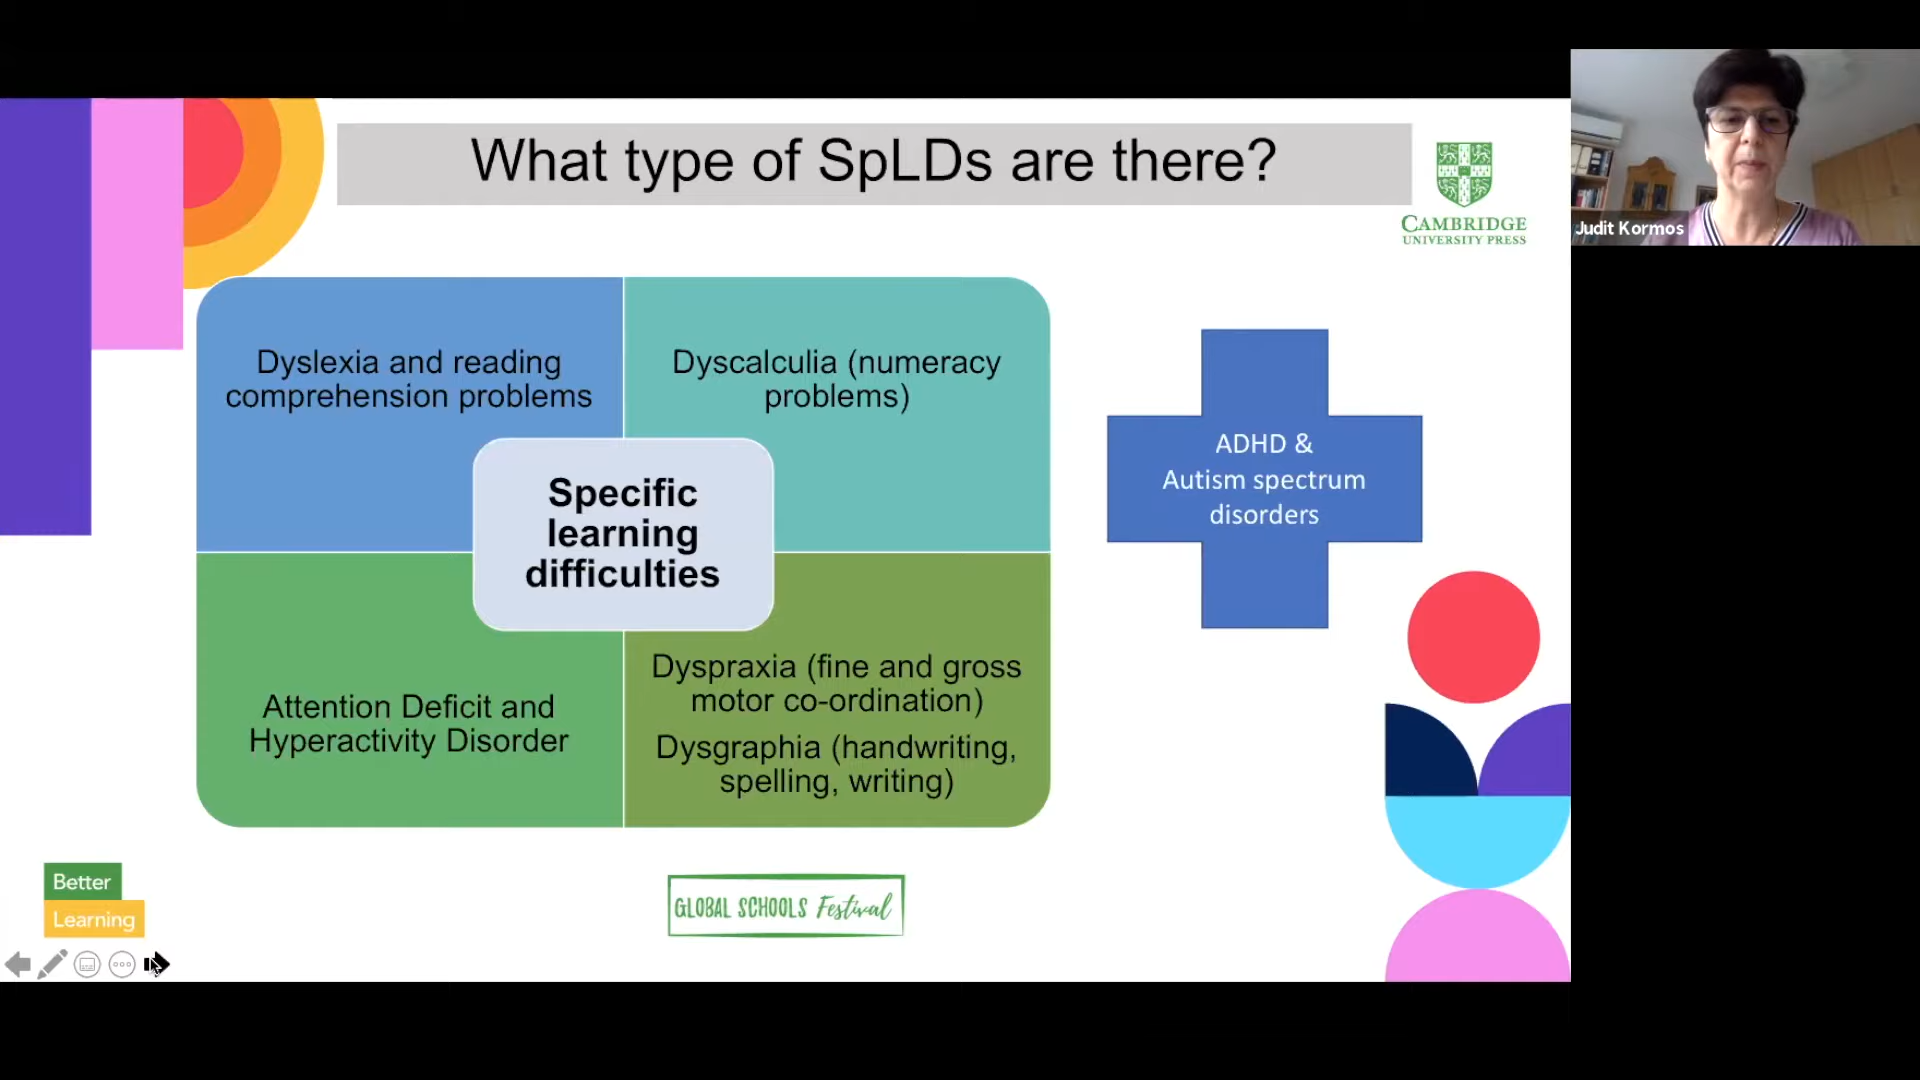 What type of SpLDs are there?
CAMBRIDGE
UNIVERSITY PRESS
Judit Kormos
Dyslexia and reading
comprehension problems
Dyscalculia (numeracy
problems)
Specific
learning
difficulties
Attention Deficit and
Hyperactivity Disorder
Dyspraxia (fine and gross
motor co-ordination)
Dysgraphia (handwriting,
spelling, writing)
ADHD &
Autism spectrum
disorders
Better
Learning
GLOBAL SCHOOLS Festival